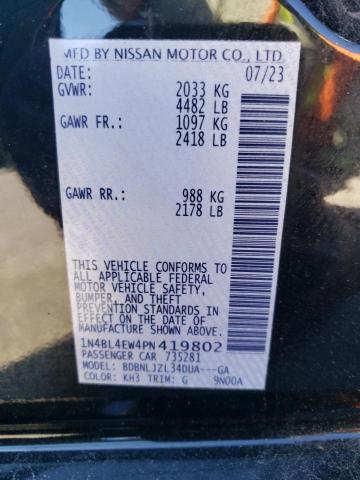 MFD BY NISSAN MOTOR CO., LTD.
DATE: 07/23
GVWR: 2033 KG
4482 LB
GAWR FR.: 1097 KG
2418 LB
GAWR RR.: 988 KG
2178 LB
THIS VEHICLE CONFORMS TO
ALL APPLICABLE FEDERAL
MOTOR VEHICLE SAFETY,
BUMPER, AND THEFT
PREVENTION STANDARDS IN
EFFECT ON THE DATE OF
MANUFACTURE SHOWN ABOVE.
1N4BL4EW4PN419802
PASSENGER CAR 735281
MODEL: BDBNLJZL34DUA---GA
COLOR: KH3 TRIM: G 9N00A